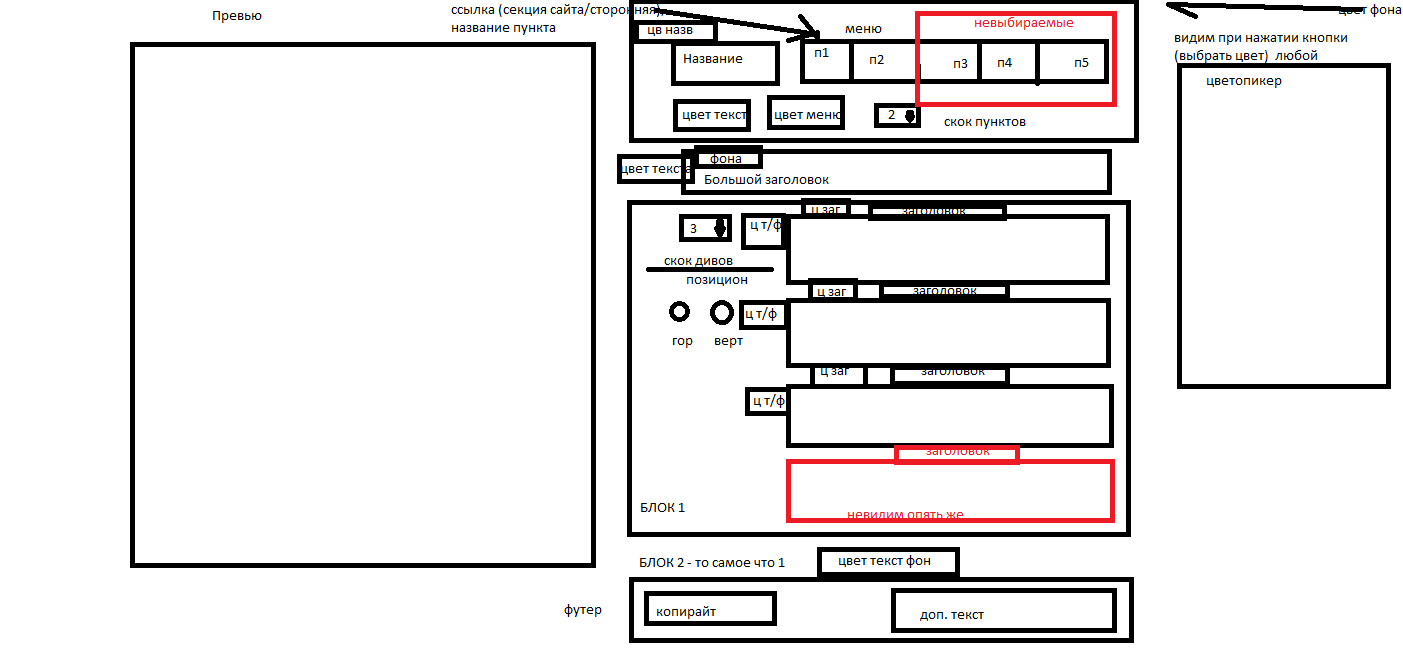 Превью
ссылка (секция сайта/сторонняя),
название пункта
цв назв
Название
меню
невыбираемые
п1
п2
п3
п4
п5
цвет текст
цвет меню
2
скок пунктов
цвет фона
видим при нажатии кнопки
(выбрать цвет) любой
цветопикер
цвет текста
фона
Большой заголовок
3
скок дивов
позицион
гор
верт
ц заг
заголовок
ц т/ф
ц заг
заголовок
ц т/ф
ц заг
заголовок
ц т/ф
заголовок
невидим опять же
БЛОК 1
БЛОК 2 - то самое что 1
цвет текст фон
футер
копирайт
доп. текст